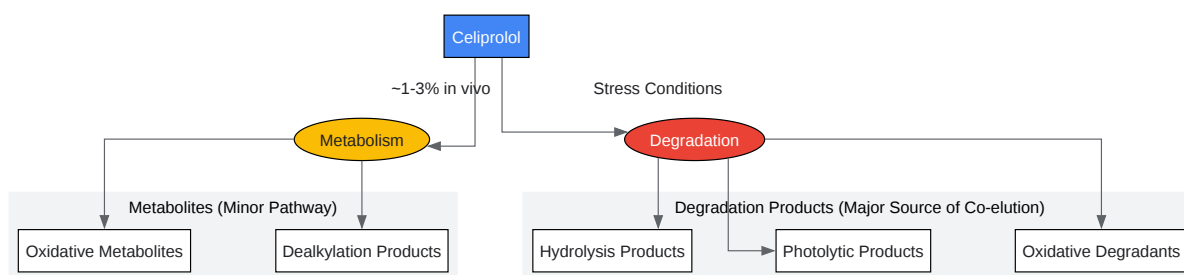 Celiprolol
~1-3% in vivo
Stress Conditions
Metabolism
Degradation
Metabolites (Minor Pathway)
Degradation Products (Major Source of Co-elution)
Oxidative Metabolites
Dealkylation Products
Hydrolysis Products
Photolytic Products
Oxidative Degradants